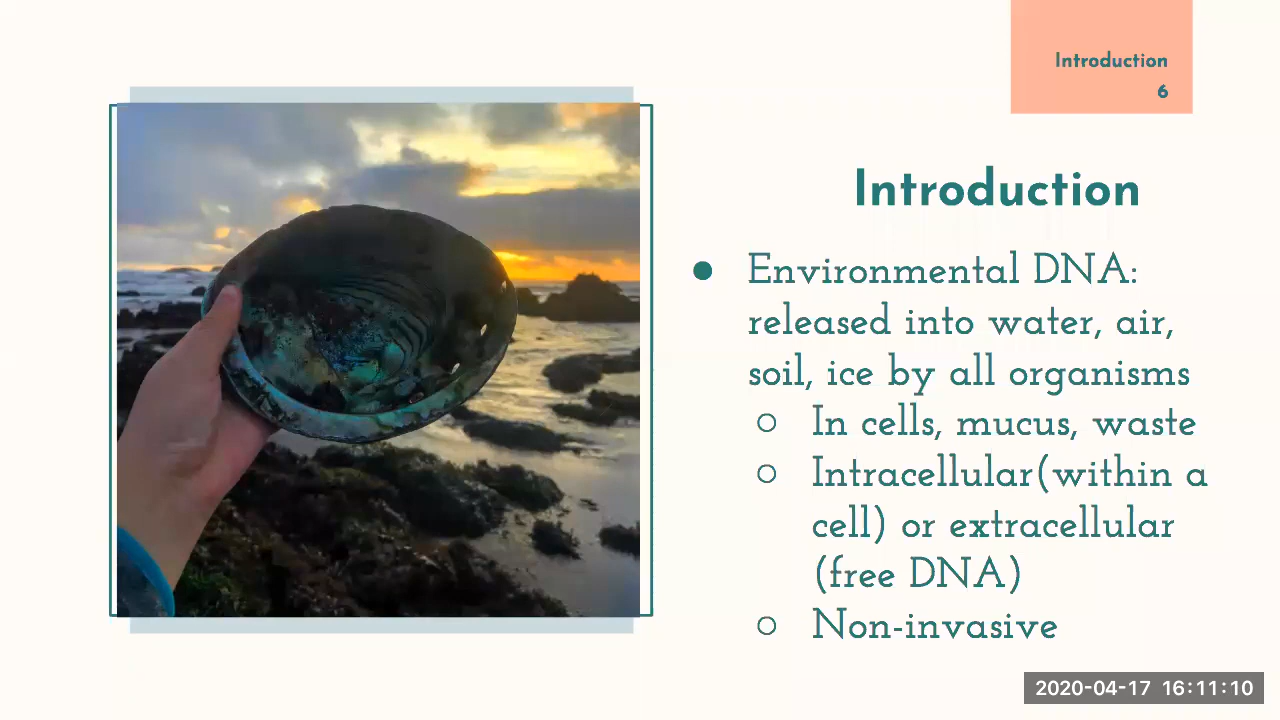 Introduction
6
Introduction
● Environmental DNA:
released into water, air,
soil, ice by all organisms
○ In cells, mucus, waste
○ Intracellular(within a
cell) or extracellular
(free DNA)
○ Non-invasive
2020-04-17 16:11:10